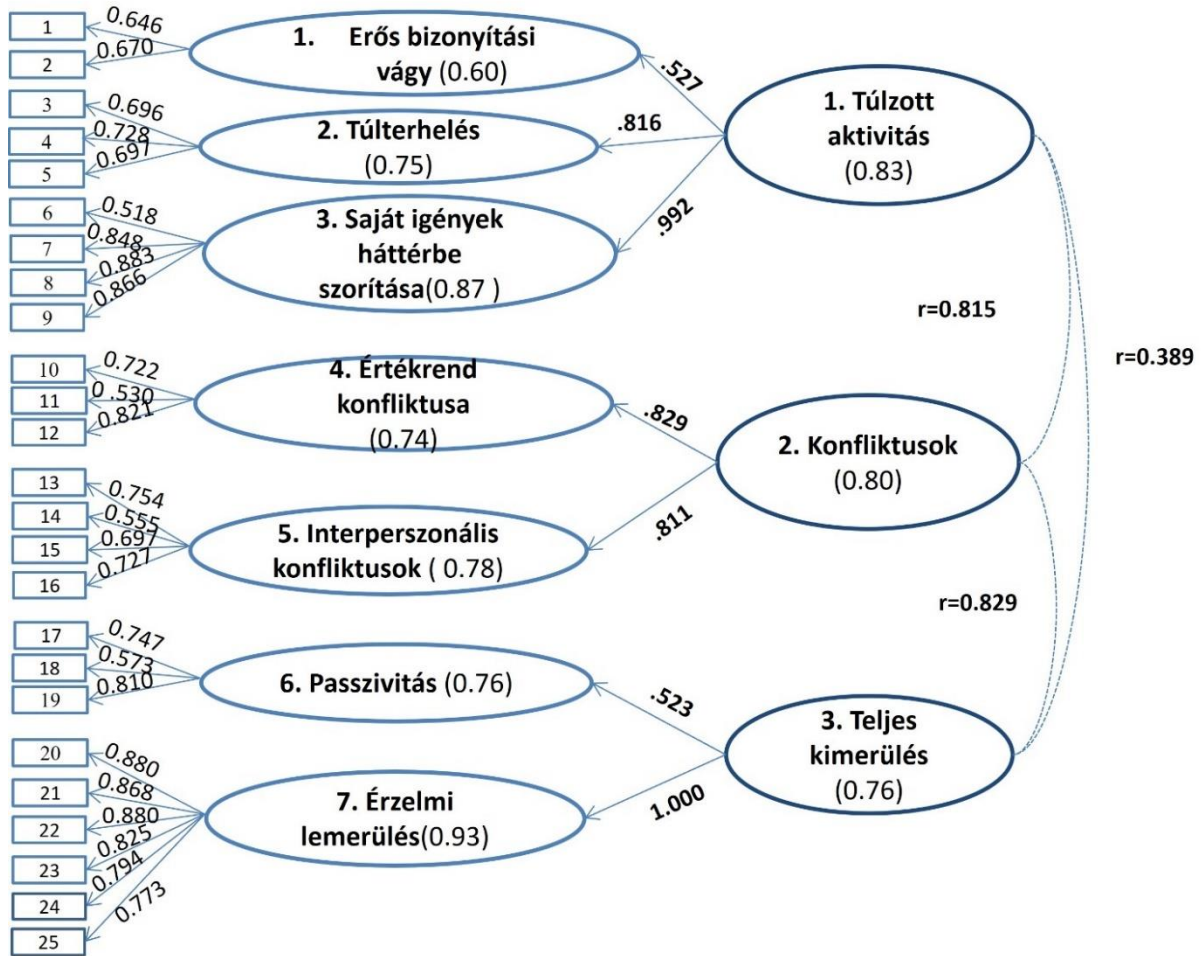 1
2
3
4
5
6
7
8
9
10
11
12
13
14
15
16
17
18
19
20
21
22
23
24
25
0.646
0.670
0.696
0.728
0.697
0.518
0.848
0.883
0.866
0.722
0 .530
0.821
0.754
0.555
0.697
0.727
0.747
0.573
0.810
0.880
0.868
0.880
0.825
0.794
0.773
1. Erős bizonyítási
vágy (0.60)
2. Túlterhelés
(0.75)
3. Saját igények
háttérbe
szorítása(0.87 )
4. Értékrend
konfliktusa
(0.74)
5. Interperszonális
konfliktusok ( 0.78)
6. Passzivitás (0.76)
7. Érzelmi
lemerülés(0.93)
.527
.816
.992
.829
.811
.523
1.000
1. Túlzott
aktivitás
(0.83)
2. Konfliktusok
(0.80)
3. Teljes
kimerülés
(0.76)
r=0.815
r=0.389
r=0.829